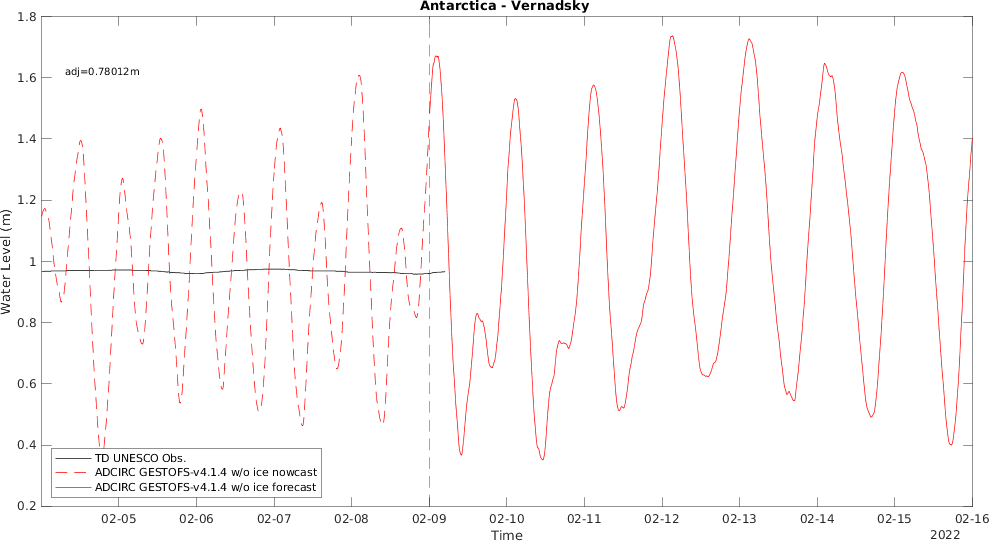 Antarctica - Vernadsky
1.8
1.6
1.4
1.2
1
0.8
0.6
0.4
0.2
Water Level (m)
adj=0.78012m
TD UNESCO Obs.
ADCIRC GESTOFS-v4.1.4 w/o ice nowcast
ADCIRC GESTOFS-v4.1.4 w/o ice forecast
02-05 02-06 02-07 02-08 02-09 02-10 02-11 02-12 02-13 02-14 02-15 02-16
Time
2022